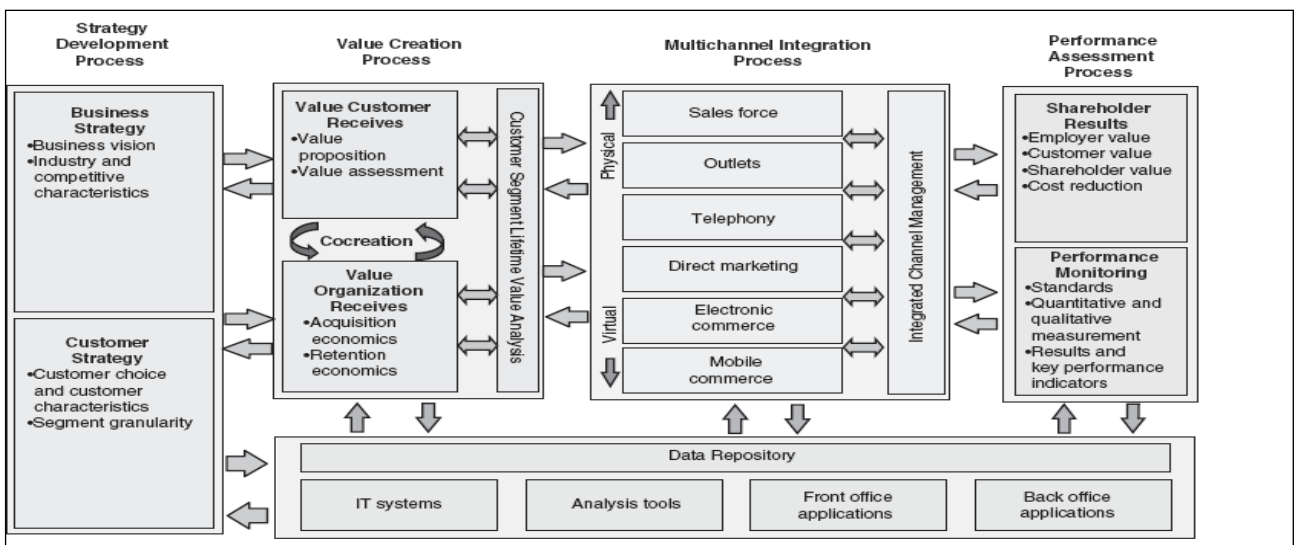 Strategy
Development
Process
Value Creation
Process
Multichannel Integration
Process
Performance
Assessment
Process
Business
Strategy
•Business vision
•Industry and
competitive
characteristics
Customer
Strategy
•Customer choice
and customer
characteristics
•Segment granularity
Value Customer
Receives
•Value
proposition
•Value assessment
Cocreation
Value
Organization
Receives
•Acquisition
economics
•Retention
economics
Customer Segment Lifetime Value Analysis
Physical
Virtual
Sales force
Outlets
Telephony
Direct marketing
Electronic
commerce
Mobile
commerce
Integrated Channel Management
Shareholder
Results
•Employer value
•Customer value
•Shareholder value
•Cost reduction
Performance
Monitoring
•Standards
•Quantitative and
qualitative
measurement
•Results and
key performance
indicators
Data Repository
IT systems
Analysis tools
Front office
applications
Back office
applications